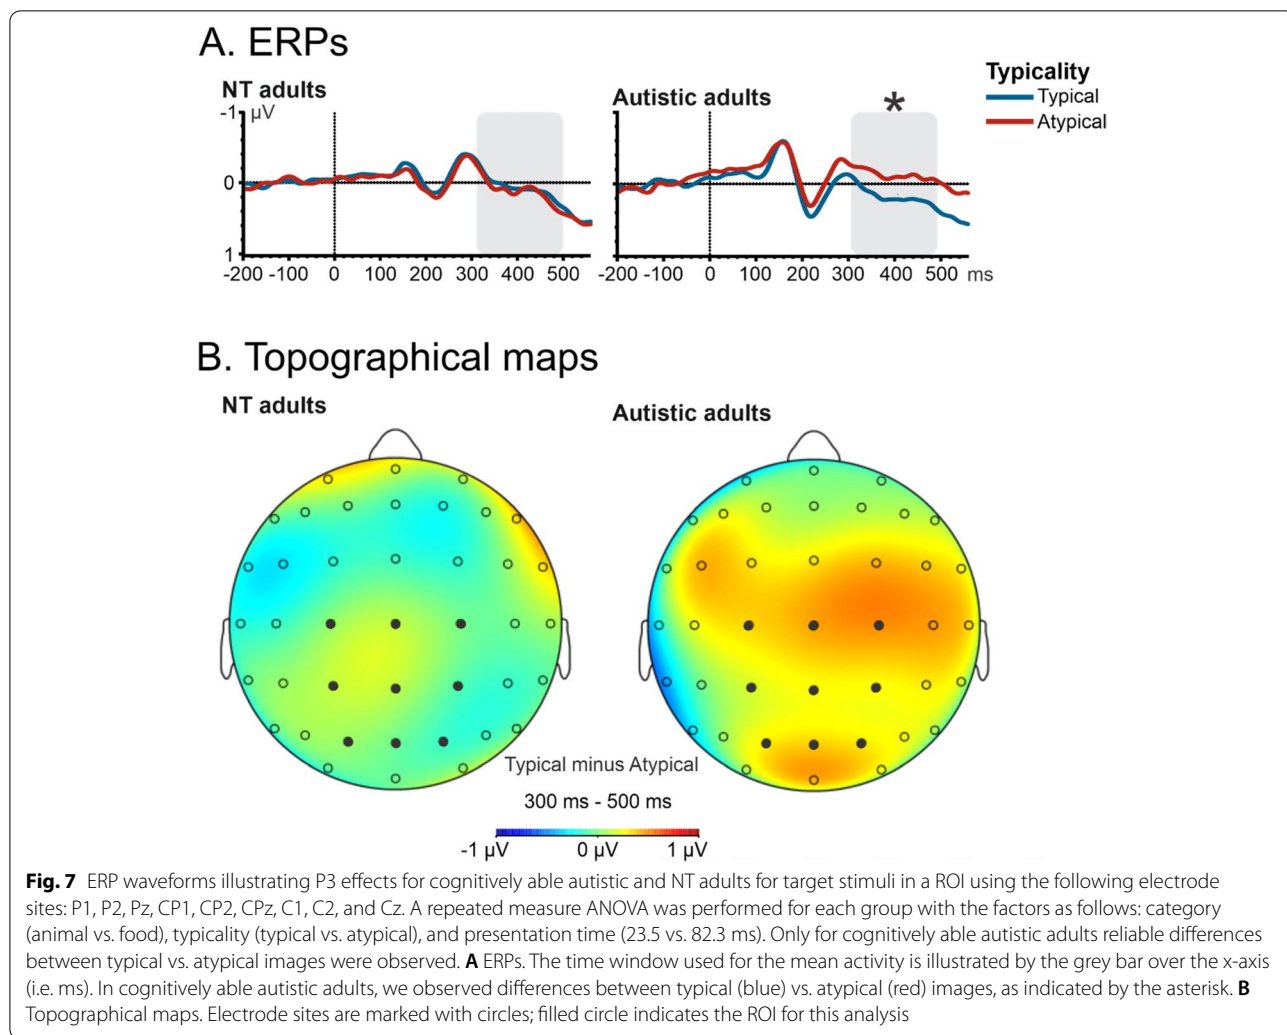 A. ERPs
NT adults
Autistic adults
*
Typicality
Typical
Atypical
-1
µV
0
1
-200 -100 0 100 200 300 400 500
-200 -100 0 100 200 300 400 500 ms
B. Topographical maps
NT adults
Autistic adults
Typical minus Atypical
300 ms - 500 ms
-1 µV 0 µV 1 µV
Fig. 7 ERP waveforms illustrating P3 effects for cognitively able autistic and NT adults for target stimuli in a ROI using the following electrode
sites: P1, P2, Pz, CP1, CP2, CPz, C1, C2, and Cz. A repeated measure ANOVA was performed for each group with the factors as follows: category
(animal vs. food), typicality (typical vs. atypical), and presentation time (23.5 vs. 82.3 ms). Only for cognitively able autistic adults reliable differences
between typical vs. atypical images were observed. A ERPs. The time window used for the mean activity is illustrated by the grey bar over the x-axis
(i.e. ms). In cognitively able autistic adults, we observed differences between typical (blue) vs. atypical (red) images, as indicated by the asterisk. B
Topographical maps. Electrode sites are marked with circles; filled circle indicates the ROI for this analysis